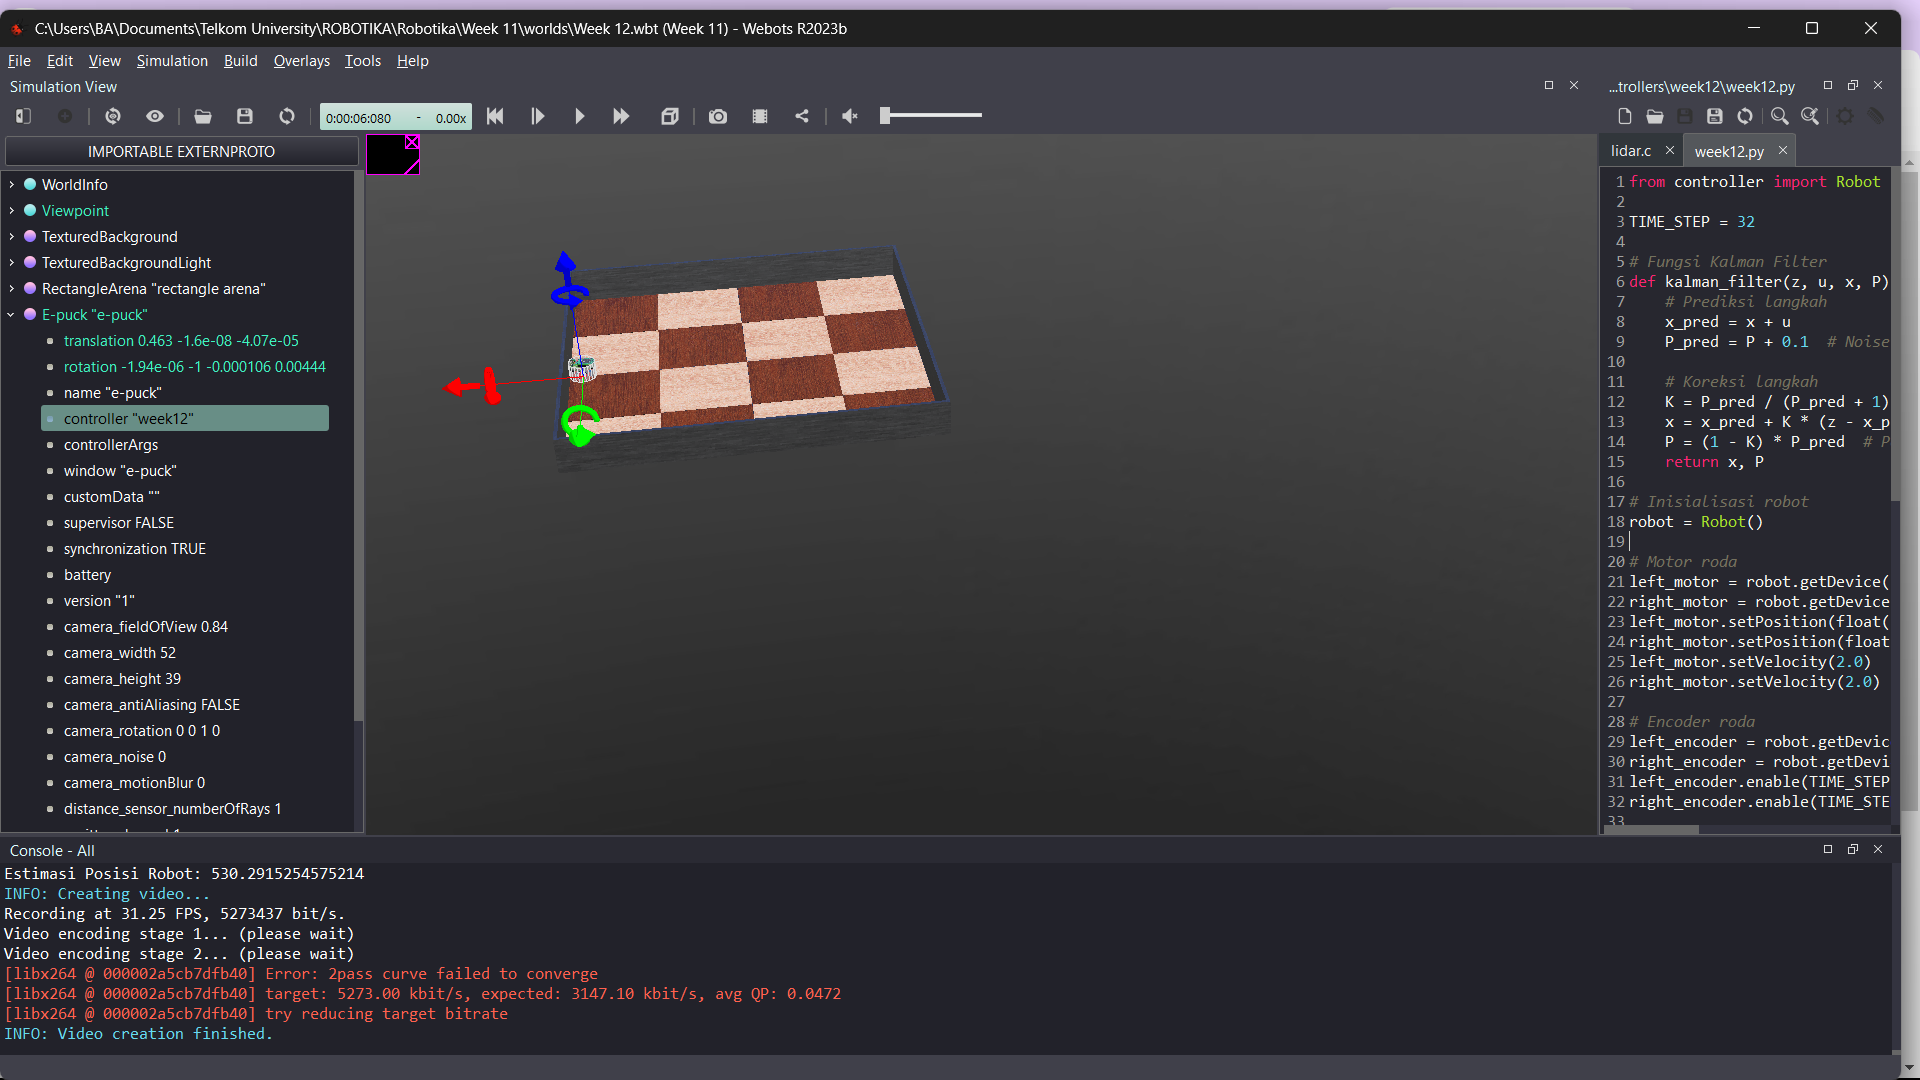 C:\Users\BA\Documents\Telkom University\ROBOTIKA\Robotika\Week 11\worlds\Week 12.wbt (Week 11) - Webots R2023b
File Edit View Simulation Build Overlays Tools Help
Simulation View
0:00:06:080 - 0.00x
IMPORTABLE EXTERNPROTO
WorldInfo
Viewpoint
TexturedBackground
TexturedBackgroundLight
RectangleArena "rectangle arena"
E-puck "e-puck"
translation 0.463 -1.6e-08 -4.07e-05
rotation -1.94e-06 -1 -0.000106 0.00444
name "e-puck"
controller "week12"
controllerArgs
window "e-puck"
customData ""
supervisor FALSE
synchronization TRUE
battery
version "1"
camera_fieldOfView 0.84
camera_width 52
camera_height 39
camera_antiAliasing FALSE
camera_rotation 0 0 1 0
camera_noise 0
camera_motionBlur 0
distance_sensor_numberOfRays 1
...trollers\week12\week12.py
lidar.c week12.py
1 from controller import Robot
2
3 TIME_STEP = 32
4
5 # Fungsi Kalman Filter
6 def kalman_filter(z, u, x, P)
7 # Prediksi langkah
8 x_pred = x + u
9 P_pred = P + 0.1 # Noise
10
11 # Koreksi langkah
12 K = P_pred / (P_pred + 1)
13 x = x_pred + K * (z - x_p
14 P = (1 - K) * P_pred # P
15 return x, P
16
17 # Inisialisasi robot
18 robot = Robot()
19
20 # Motor roda
21 left_motor = robot.getDevice(
22 right_motor = robot.getDevice
23 left_motor.setPosition(float(
24 right_motor.setPosition(float
25 left_motor.setVelocity(2.0)
26 right_motor.setVelocity(2.0)
27
28 # Encoder roda
29 left_encoder = robot.getDevic
30 right_encoder = robot.getDevi
31 left_encoder.enable(TIME_STEP
32 right_encoder.enable(TIME_STE
33
Console - All
Estimasi Posisi Robot: 530.2915254575214
INFO: Creating video...
Recording at 31.25 FPS, 5273437 bit/s.
Video encoding stage 1... (please wait)
Video encoding stage 2... (please wait)
[libx264 @ 000002a5cb7dfb40] Error: 2pass curve failed to converge
[libx264 @ 000002a5cb7dfb40] target: 5273.00 kbit/s, expected: 3147.10 kbit/s, avg QP: 0.0472
[libx264 @ 000002a5cb7dfb40] try reducing target bitrate
INFO: Video creation finished.